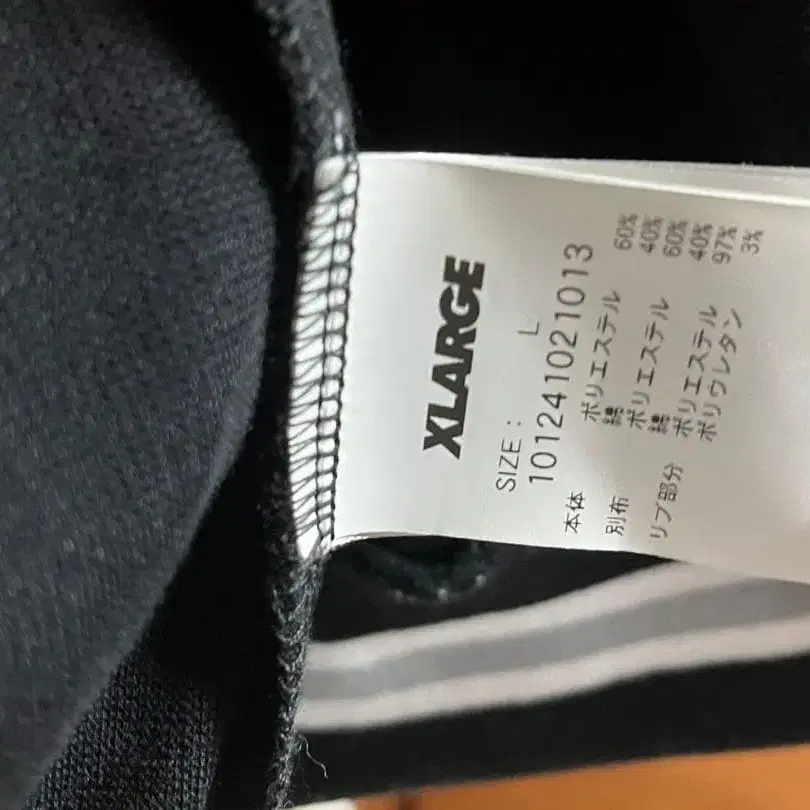 XLARGE
SIZE: L
101241021013
本体 ポリエステル 60%
綿 40%
別布 ポリエステル 60%
綿 40%
リブ部分 ポリエステル 97%
ポリウレタン 3%